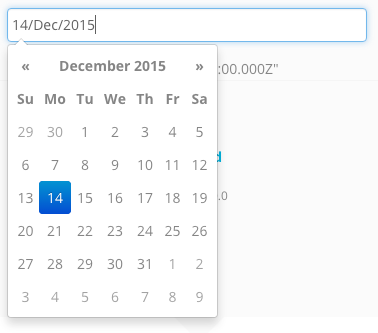 14/Dec/2015
« December 2015 » :00.000Z"
Su Mo Tu We Th Fr Sa
29 30 1 2 3 4 5
6 7 8 9 10 11 12
d
13 14 15 16 17 18 19 .0
20 21 22 23 24 25 26
27 28 29 30 31 1 2
3 4 5 6 7 8 9